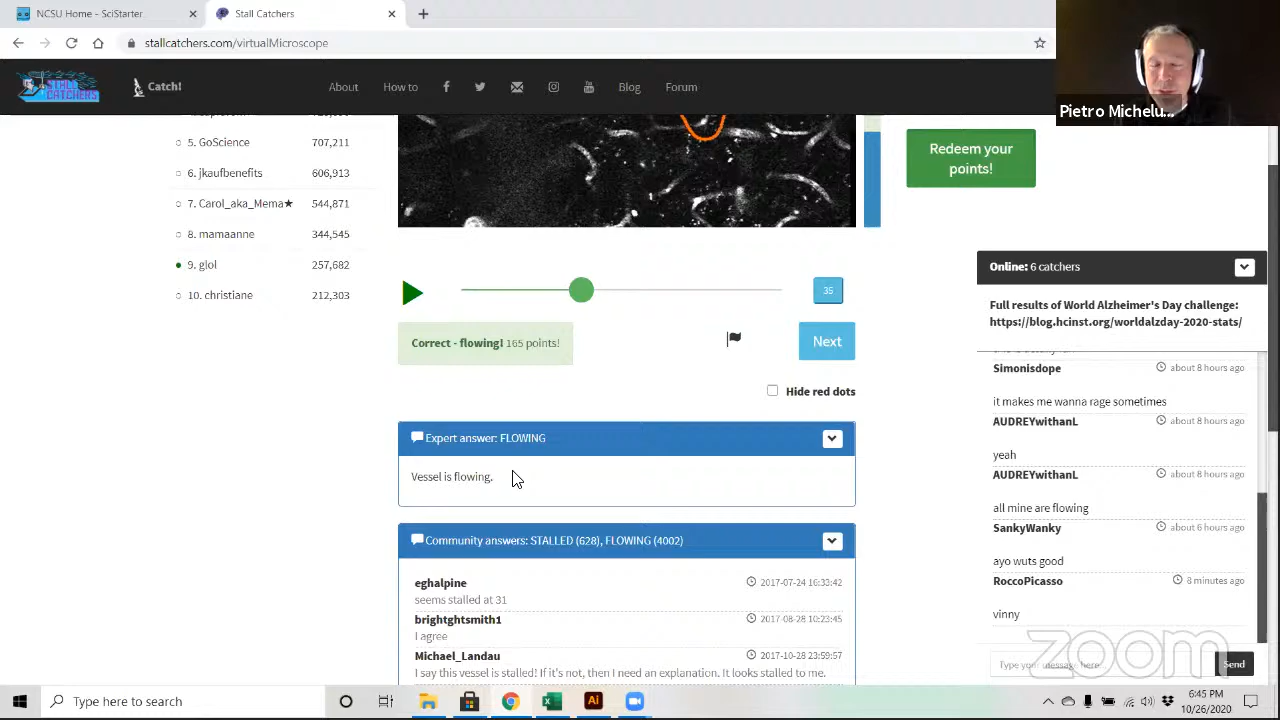 NCSU Home - SciStarter
Stall Catchers
stallcatchers.com/virtualMicroscope
Pietro Michelu...
STALL CATCHERS
Catch!
About
How to
Blog
Forum
5. GoScience 707,211
6. jkaufbenefits 606,913
7. Carol_aka_Mema★ 544,871
8. mamaanne 344,545
9. glol 257,682
10. christiane 212,303
Redeem your
points!
35
Correct - flowing! 165 points!
Next
Hide red dots
Expert answer: FLOWING
Vessel is flowing.
Community answers: STALLED (628), FLOWING (4002)
eghalpine 2017-07-24 16:33:42
seems stalled at 31
brightghtsmith1 2017-08-28 10:23:45
I agree
Michael_Landau 2017-10-28 23:59:57
I say this vessel is stalled! If it's not, then I need an explanation. It looks stalled to me.
Online: 6 catchers
Full results of World Alzheimer's Day challenge:
https://blog.hcinst.org/worldalzday-2020-stats/
Simonisdope about 8 hours ago
it makes me wanna rage sometimes
AUDREYwithanL about 8 hours ago
yeah
AUDREYwithanL about 8 hours ago
all mine are flowing
SankyWanky about 6 hours ago
ayo wuts good
RoccoPicasso 8 minutes ago
vinny
Type your message here...
Send
zoom
Type here to search
6:45 PM
10/26/2020